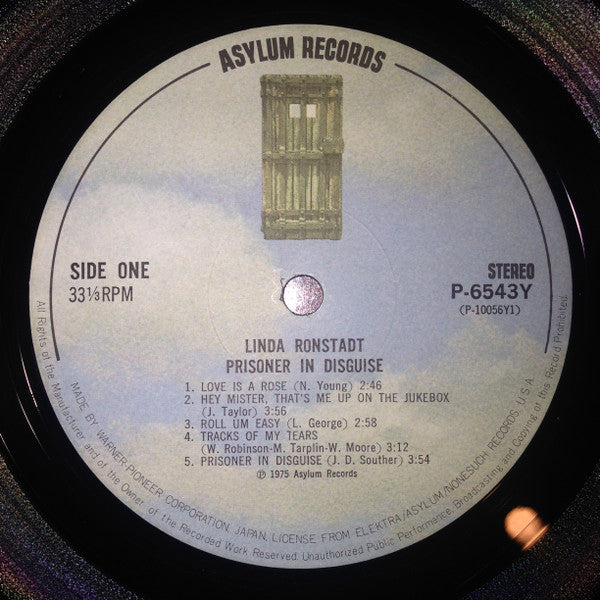 ASYLUM RECORDS
SIDE ONE
33⅓RPM
STEREO
P-6543Y
(P-10056Y1)
LINDA RONSTADT
PRISONER IN DISGUISE
1. LOVE IS A ROSE (N. Young) 2:46
2. HEY MISTER, THAT'S ME UP ON THE JUKEBOX
(J. Taylor) 3:56
3. ROLL UM EASY (L. George) 2:58
4. TRACKS OF MY TEARS
(W. Robinson-M. Tarplin-W. Moore) 3:12
5. PRISONER IN DISGUISE (J. D. Souther) 3:54
℗ 1975 Asylum Records
MADE BY WARNER-PIONEER CORPORATION, JAPAN, LICENSE FROM ELEKTRA/ASYLUM/NONESUCH RECORDS, U.S.A.
All Rights of the Manufacturer and of the Owner of the Recorded Work Reserved. Unauthorized Public Performance, Broadcasting and Copying of this Record Prohibited.